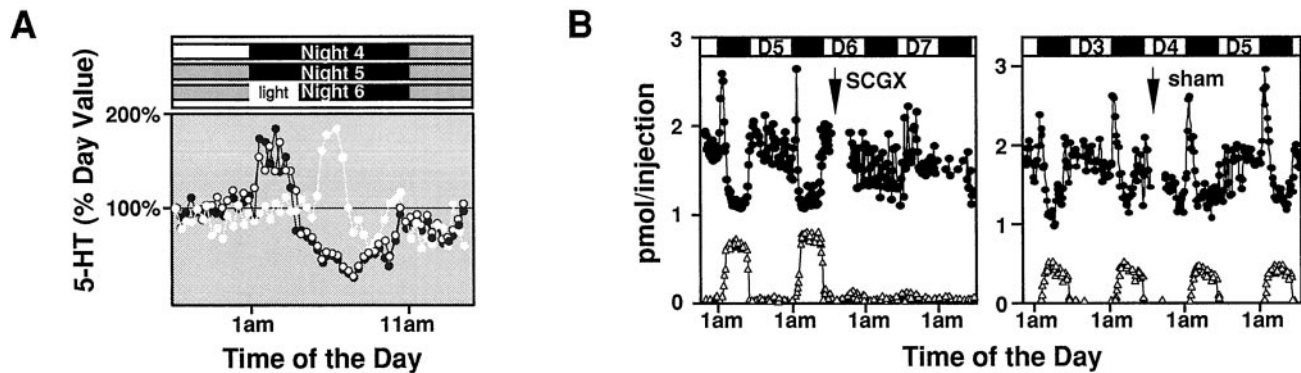 A
Night 4
Night 5
light Night 6
200%
100%
5-HT (% Day Value)
1am 11am
Time of the Day
B
D5 D6 D7
SCGX
3
2
1
0
pmol/injection
1am 1am 1am 1am
D3 D4 D5
sham
3
2
1
0
1am 1am 1am 1am
Time of the Day